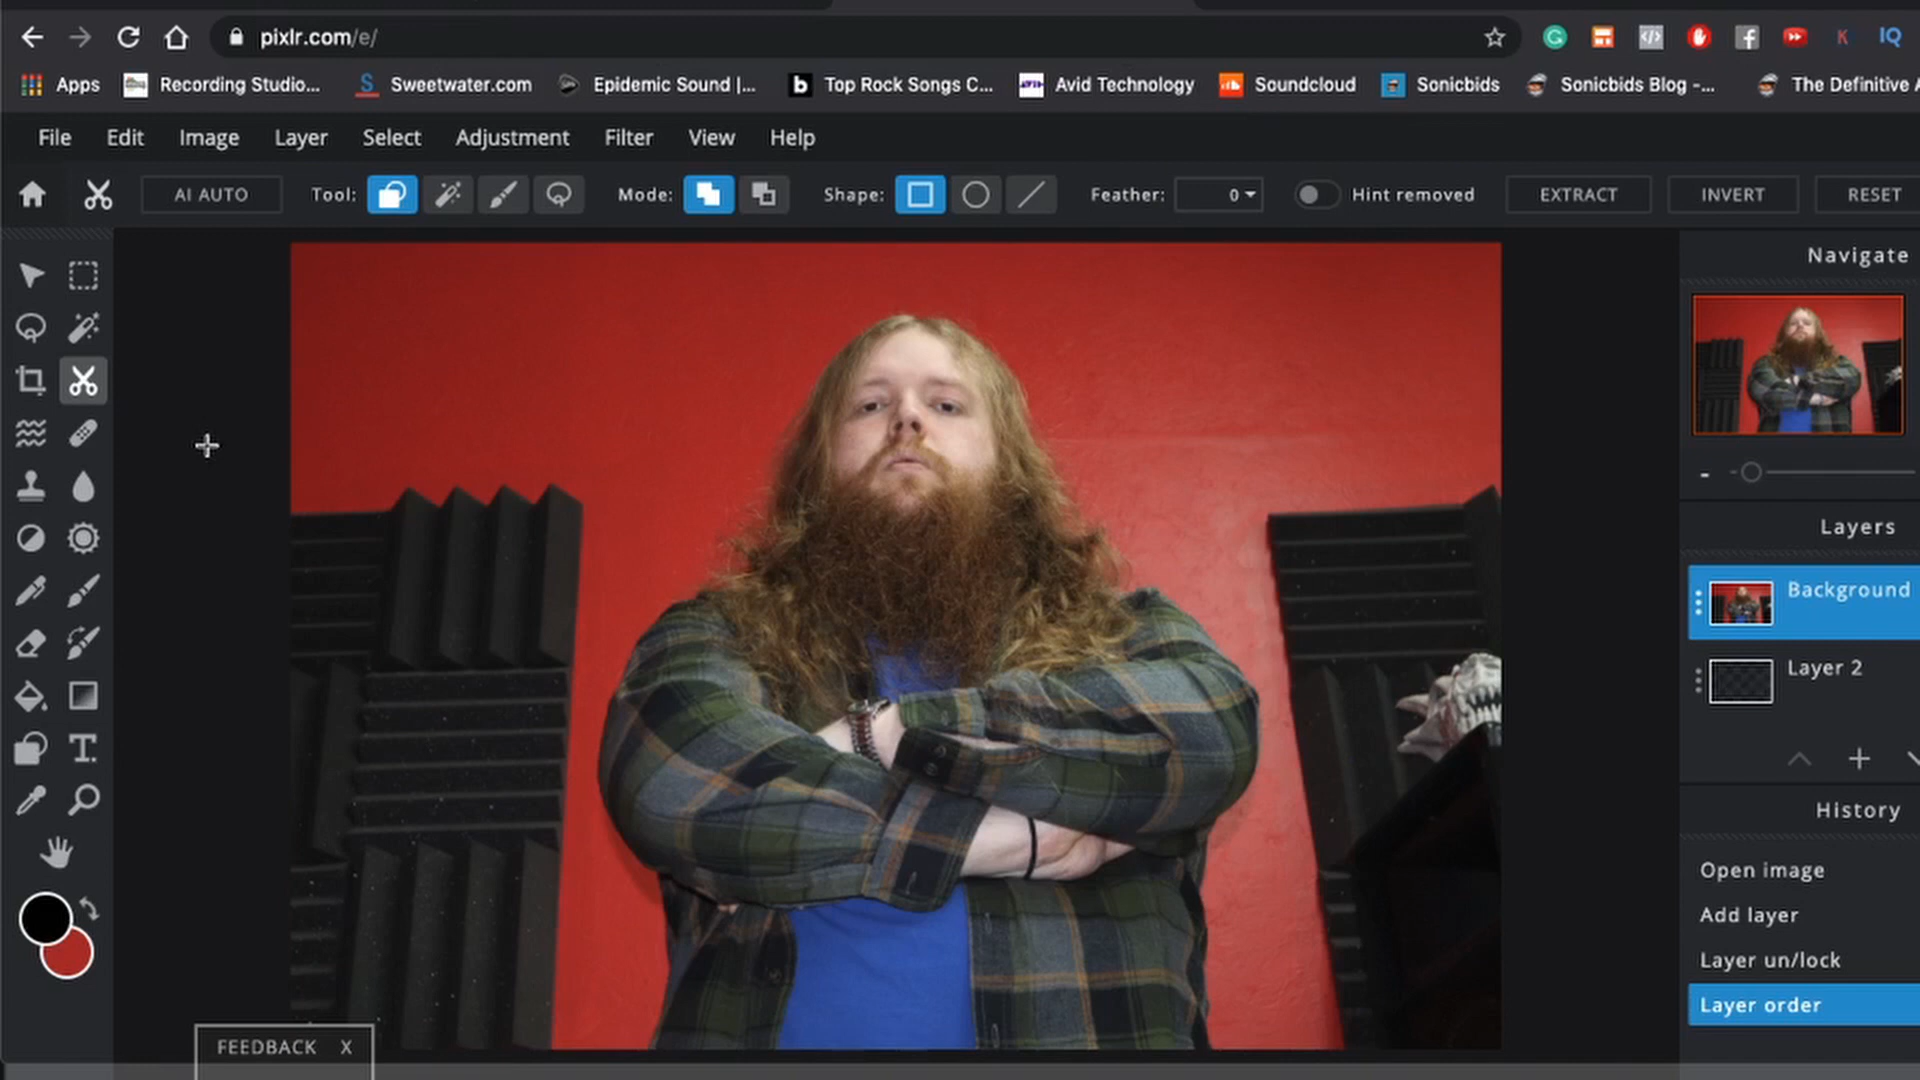 pixlr.com/e/
IQ
Apps Recording Studio... Sweetwater.com Epidemic Sound |... Top Rock Songs C... Avid Technology Soundcloud Sonicbids Sonicbids Blog -... The Definitive A
File Edit Image Layer Select Adjustment Filter View Help
AI AUTO Tool: Mode: Shape: Feather: 0 Hint removed EXTRACT INVERT RESET
Navigate
Layers
Background
Layer 2
History
Open image
Add layer
Layer un/lock
Layer order
FEEDBACK X